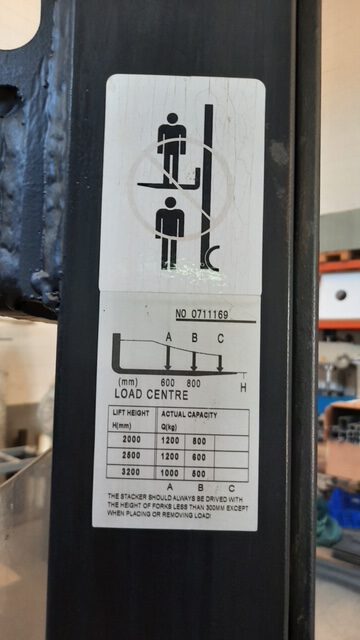 NO 0711169
A B C
(mm) 600 800 H
LOAD CENTRE
LIFT HEIGHT ACTUAL CAPACITY
H(mm) Q(kg)
2000 1200 800
2500 1200 600
3200 1000 500
A B C
THE STACKER SHOULD ALWAYS BE DRIVED WITH
THE HEIGHT OF FORKS LESS THAN 300MM EXCEPT
WHEN PLACING OR REMOVING LOAD!